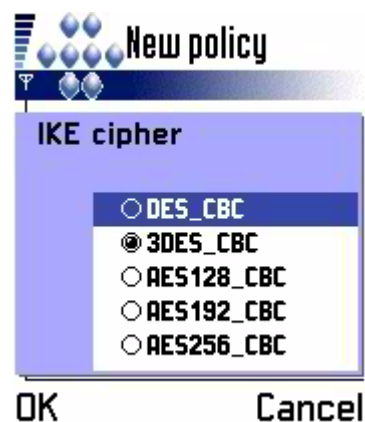 New policy
IKE cipher
DES_CBC
3DES_CBC
AES128_CBC
AES192_CBC
AES256_CBC
OK Cancel